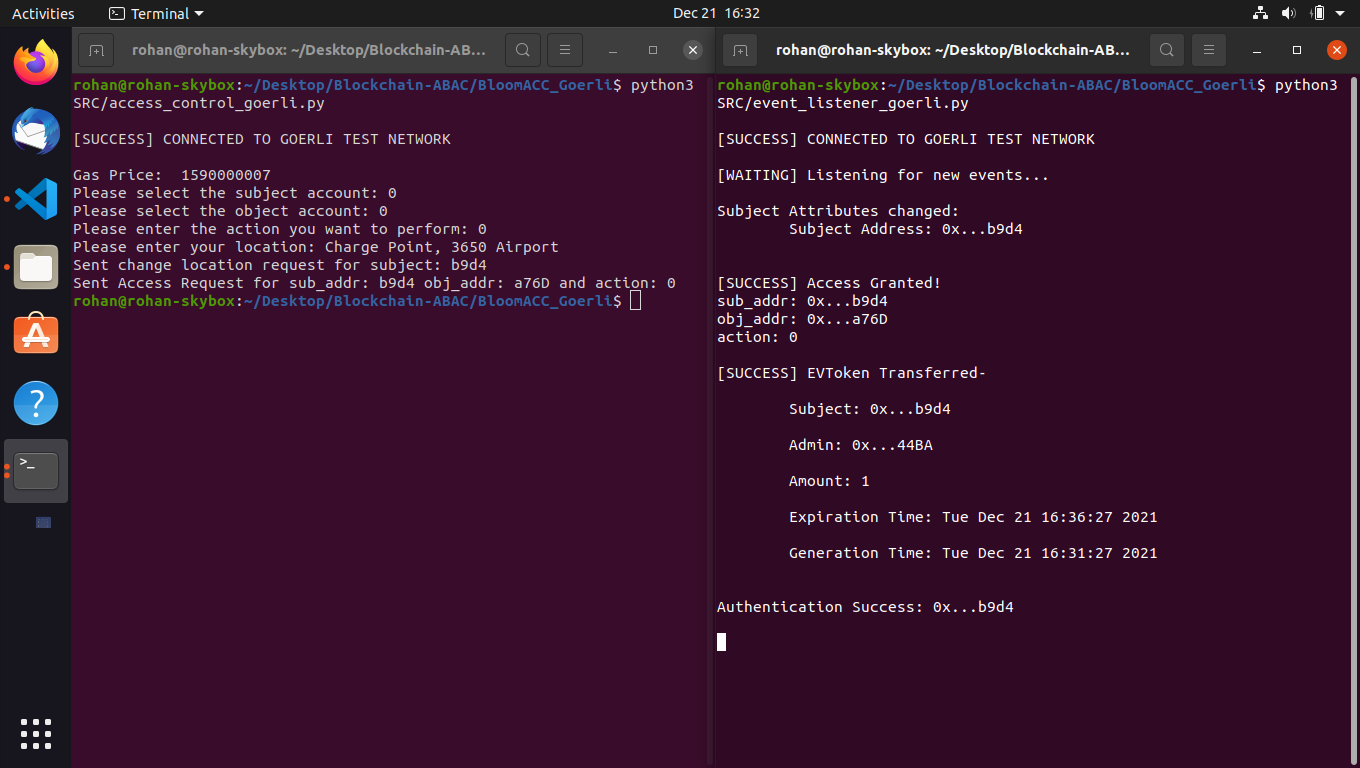 Activities
Terminal
Dec 21 16:32
rohan@rohan-skybox: ~/Desktop/Blockchain-AB...
rohan@rohan-skybox:~/Desktop/Blockchain-ABAC/BloomACC_Goerli$ python3
SRC/access_control_goerli.py
[SUCCESS] CONNECTED TO GOERLI TEST NETWORK
Gas Price:  1590000007
Please select the subject account: 0
Please select the object account: 0
Please enter the action you want to perform: 0
Please enter your location: Charge Point, 3650 Airport
Sent change location request for subject: b9d4
Sent Access Request for sub_addr: b9d4 obj_addr: a76D and action: 0
rohan@rohan-skybox:~/Desktop/Blockchain-ABAC/BloomACC_Goerli$
rohan@rohan-skybox: ~/Desktop/Blockchain-AB...
rohan@rohan-skybox:~/Desktop/Blockchain-ABAC/BloomACC_Goerli$ python3
SRC/event_listener_goerli.py
[SUCCESS] CONNECTED TO GOERLI TEST NETWORK
[WAITING] Listening for new events...
Subject Attributes changed:
Subject Address: 0x...b9d4
[SUCCESS] Access Granted!
sub_addr: 0x...b9d4
obj_addr: 0x...a76D
action: 0
[SUCCESS] EVToken Transferred-
Subject: 0x...b9d4
Admin: 0x...44BA
Amount: 1
Expiration Time: Tue Dec 21 16:36:27 2021
Generation Time: Tue Dec 21 16:31:27 2021
Authentication Success: 0x...b9d4